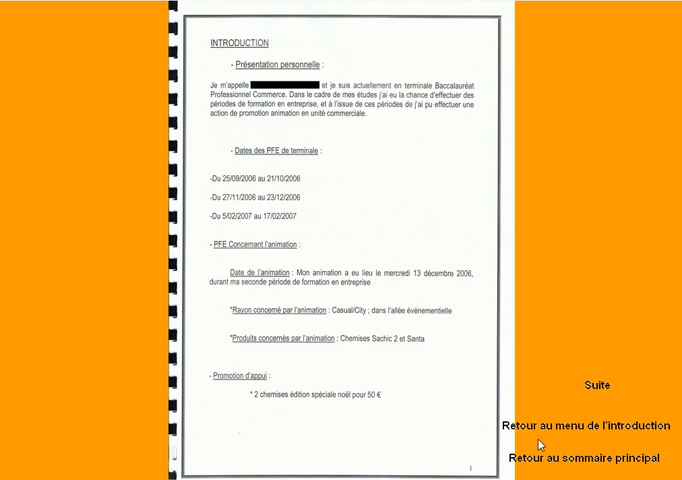 INTRODUCTION
- Présentation personnelle :
Je m'appelle et je suis actuellement en terminale Baccalauréat
Professionnel Commerce. Dans le cadre de mes études j'ai eu la chance d'effectuer des
périodes de formation en entreprise, et à l'issue de ces périodes de j'ai pu effectuer une
action de promotion animation en unité commerciale.
- Dates des PFE de terminale :
-Du 25/09/2006 au 21/10/2006
-Du 27/11/2006 au 23/12/2006
-Du 5/02/2007 au 17/02/2007
- PFE Concernant l'animation :
Date de l'animation : Mon animation a eu lieu le mercredi 13 décembre 2006,
durant ma seconde période de formation en entreprise
*Rayon concerné par l'animation : Casual/City ; dans l'allée événementielle
*Produits concernés par l'animation : Chemises Sachic 2 et Santa
- Promotion d'appui :
* 2 chemises édition spéciale noël pour 50 €
1
Suite
Retour au menu de l'introduction
Retour au sommaire principal